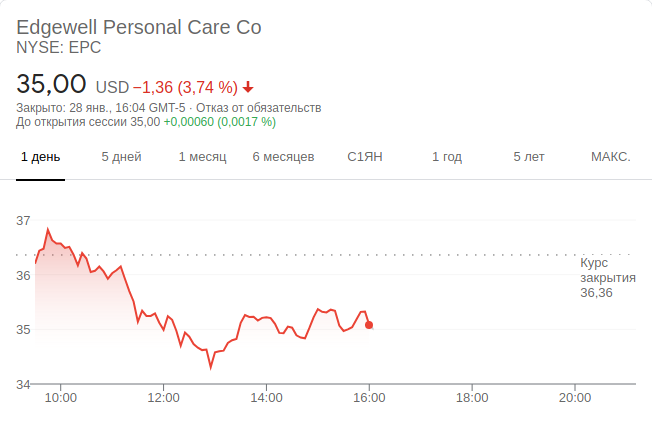 Edgewell Personal Care Co
NYSE: EPC
35,00 USD −1,36 (3,74 %)
Закрыто: 28 янв., 16:04 GMT-5 · Отказ от обязательств
До открытия сессии 35,00 +0,00060 (0,0017 %)
1 день 5 дней 1 месяц 6 месяцев С1ЯН 1 год 5 лет МАКС.
37
Курс
закрытия
36,36
36
35
34
10:00 12:00 14:00 16:00 18:00 20:00